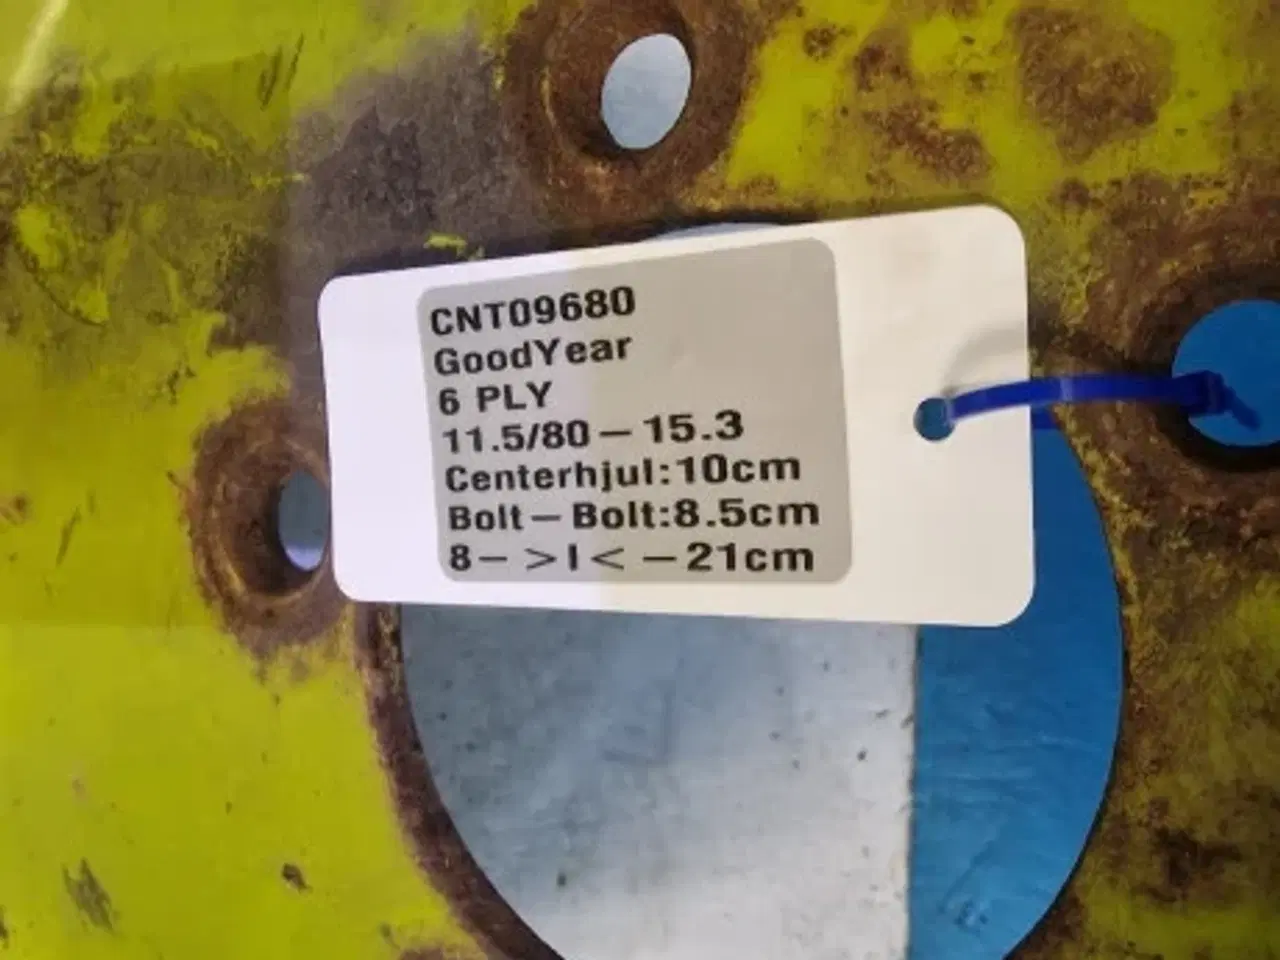 CNT09680
GoodYear
6 PLY
11.5/80 – 15.3
Centerhjul:10cm
Bolt – Bolt:8.5cm
8– >I< –21cm